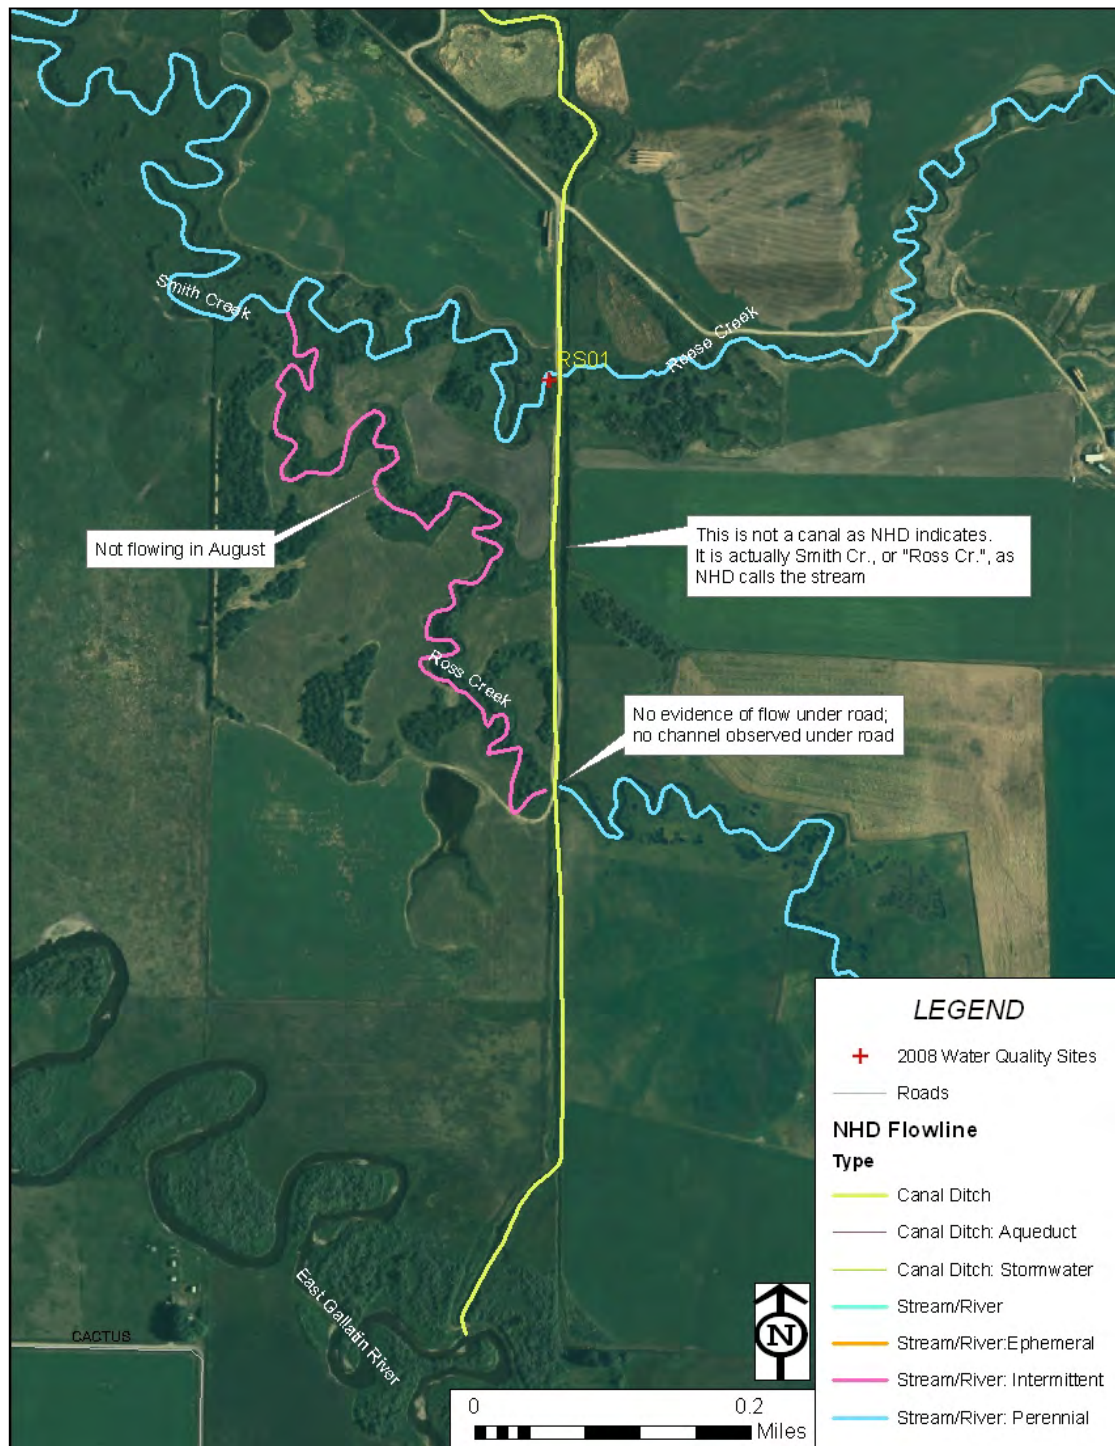 Smith Creek
RS01
Reese Creek
Not flowing in August
This is not a canal as NHD indicates.
It is actually Smith Cr., or "Ross Cr.", as
NHD calls the stream
Ross Creek
No evidence of flow under road;
no channel observed under road
East Gallatin River
CACTUS
N
0 0.2
Miles
LEGEND
2008 Water Quality Sites
Roads
NHD Flowline
Type
Canal Ditch
Canal Ditch: Aqueduct
Canal Ditch: Stormwater
Stream/River
Stream/River:Ephemeral
Stream/River: Intermittent
Stream/River: Perennial